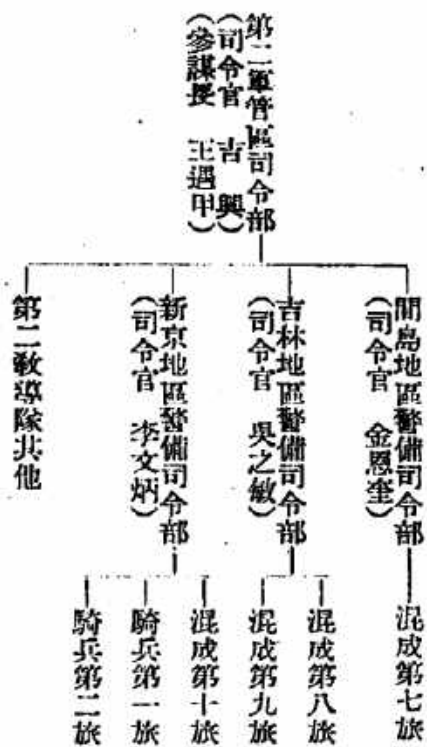 第二軍管區司令部
（司令官　吉　興）
（參謀長　王遇甲）
間島地區警備司令部
（司令官　金恩奎）
混成第七旅
吉林地區警備司令部
（司令官　吳之敏）
混成第八旅
混成第九旅
新京地區警備司令部
（司令官　李文炳）
混成第十旅
騎兵第一旅
騎兵第二旅
第二敎導隊其他